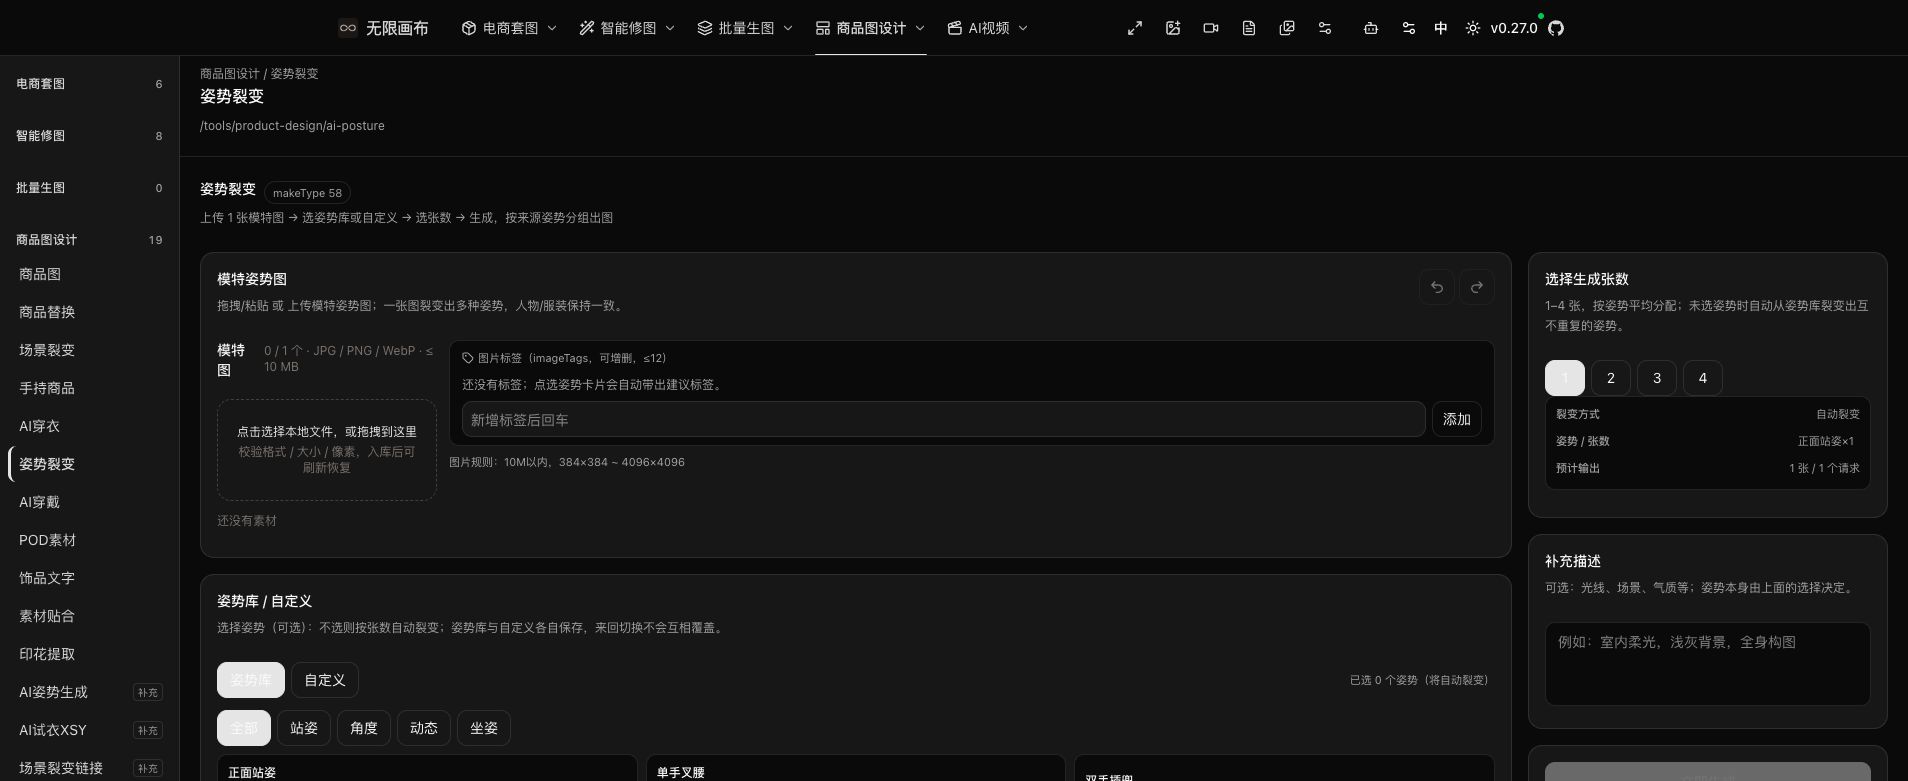 无限画布
电商套图
智能修图
批量生图
商品图设计
AI视频
中
v0.27.0
电商套图 6
智能修图 8
批量生图 0
商品图设计 19
商品图
商品替换
场景裂变
手持商品
AI穿衣
姿势裂变
AI穿戴
POD素材
饰品文字
素材贴合
印花提取
AI姿势生成 补充
AI试衣XSY 补充
场景裂变链接 补充
商品图设计 / 姿势裂变
姿势裂变
/tools/product-design/ai-posture
姿势裂变 makeType 58
上传 1 张模特图 → 选姿势库或自定义 → 选张数 → 生成，按来源姿势分组出图
模特姿势图
拖拽/粘贴 或 上传模特姿势图；一张图裂变出多种姿势，人物/服装保持一致。
模特
图
0 / 1 个 · JPG / PNG / WebP · ≤
10 MB
点击选择本地文件，或拖拽到这里
校验格式 / 大小 / 像素，入库后可
刷新恢复
还没有素材
图片标签（imageTags，可增删，≤12）
还没有标签；点选姿势卡片会自动带出建议标签。
新增标签后回车
添加
图片规则：10M以内，384×384 ~ 4096×4096
姿势库 / 自定义
选择姿势（可选）：不选则按张数自动裂变；姿势库与自定义各自保存，来回切换不会互相覆盖。
姿势库 自定义
已选 0 个姿势（将自动裂变）
全部 站姿 角度 动态 坐姿
正面站姿
单手叉腰
双手插兜
选择生成张数
1–4 张，按姿势平均分配；未选姿势时自动从姿势库裂变出互
不重复的姿势。
1 2 3 4
裂变方式 自动裂变
姿势 / 张数 正面站姿×1
预计输出 1 张 / 1 个请求
补充描述
可选：光线、场景、气质等；姿势本身由上面的选择决定。
例如：室内柔光，浅灰背景，全身构图